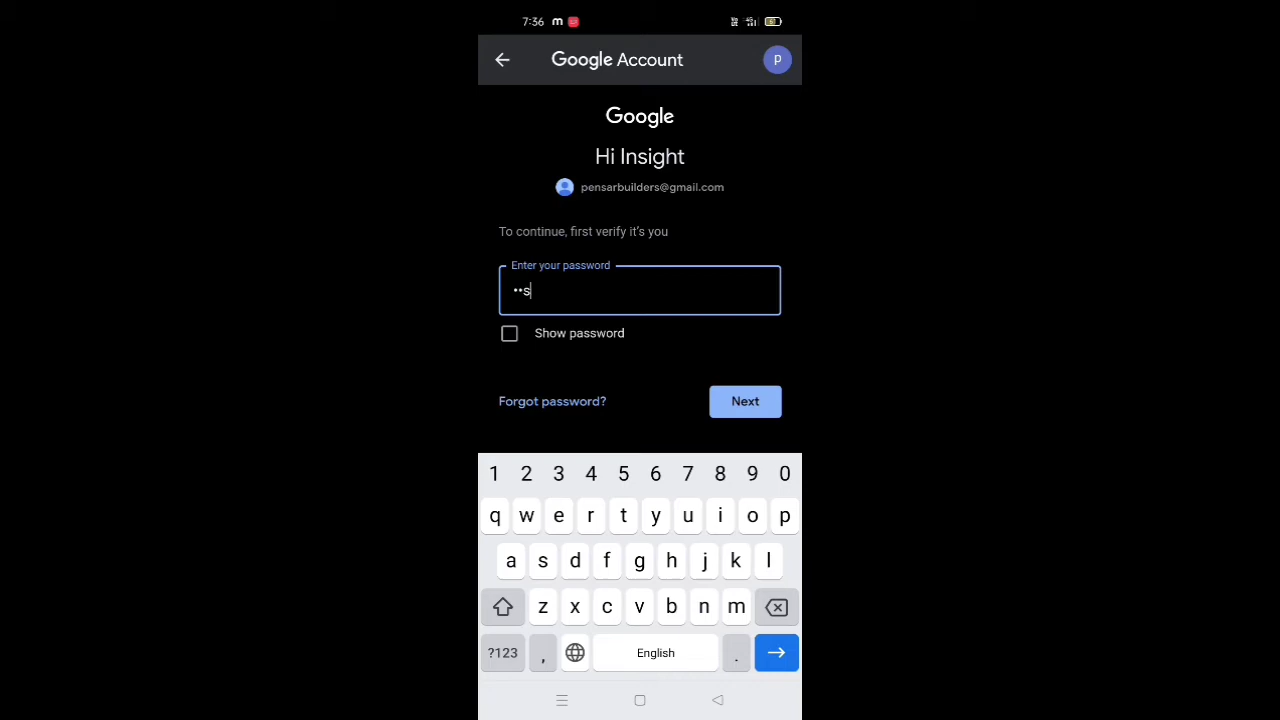 7:36 m
Google Account
P
Google
Hi Insight
pensarbuilders@gmail.com
To continue, first verify it's you
Enter your password
••s
Show password
Forgot password?
Next
1 2 3 4 5 6 7 8 9 0
q w e r t y u i o p
a s d f g h j k l
z x c v b n m
?123 , English .